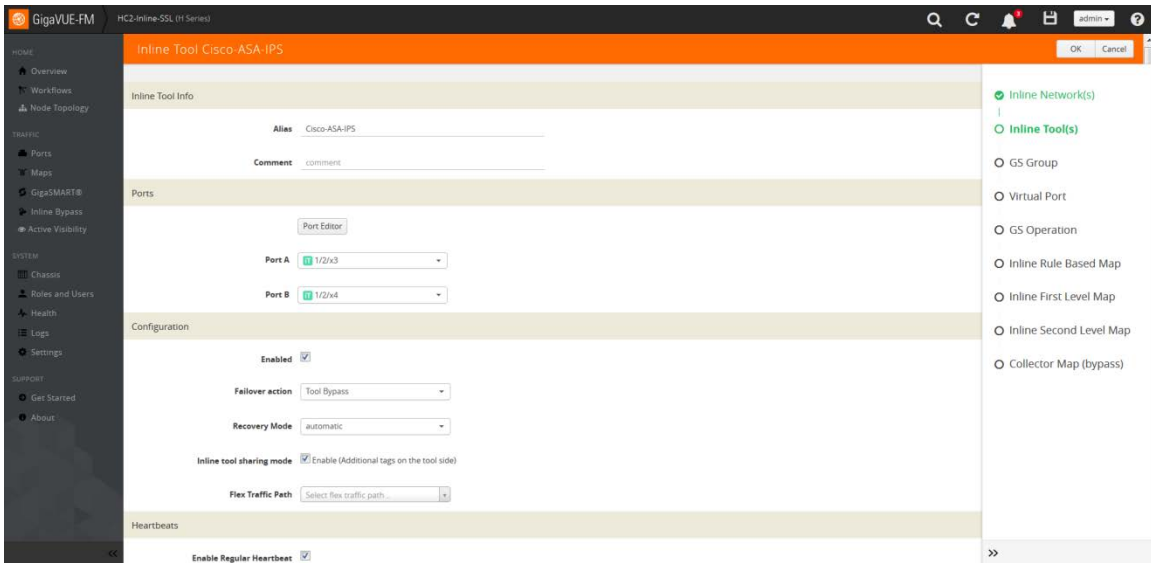 GigaVUE-FM HC2-Inline-SSL (H Series) 3 admin
HOME
Overview
Workflows
Node Topology
TRAFFIC
Ports
Maps
GigaSMART®
Inline Bypass
Active Visibility
SYSTEM
Chassis
Roles and Users
Health
Logs
Settings
SUPPORT
Get Started
About
Inline Tool Cisco-ASA-IPS OK Cancel
Inline Tool Info
Alias Cisco-ASA-IPS
Comment comment
Ports
Port Editor
Port A IT 1/2/x3
Port B IT 1/2/x4
Configuration
Enabled
Failover action Tool Bypass
Recovery Mode automatic
Inline tool sharing mode Enable (Additional tags on the tool side)
Flex Traffic Path Select flex traffic path...
Heartbeats
Enable Regular Heartbeat
Inline Network(s)
Inline Tool(s)
GS Group
Virtual Port
GS Operation
Inline Rule Based Map
Inline First Level Map
Inline Second Level Map
Collector Map (bypass)